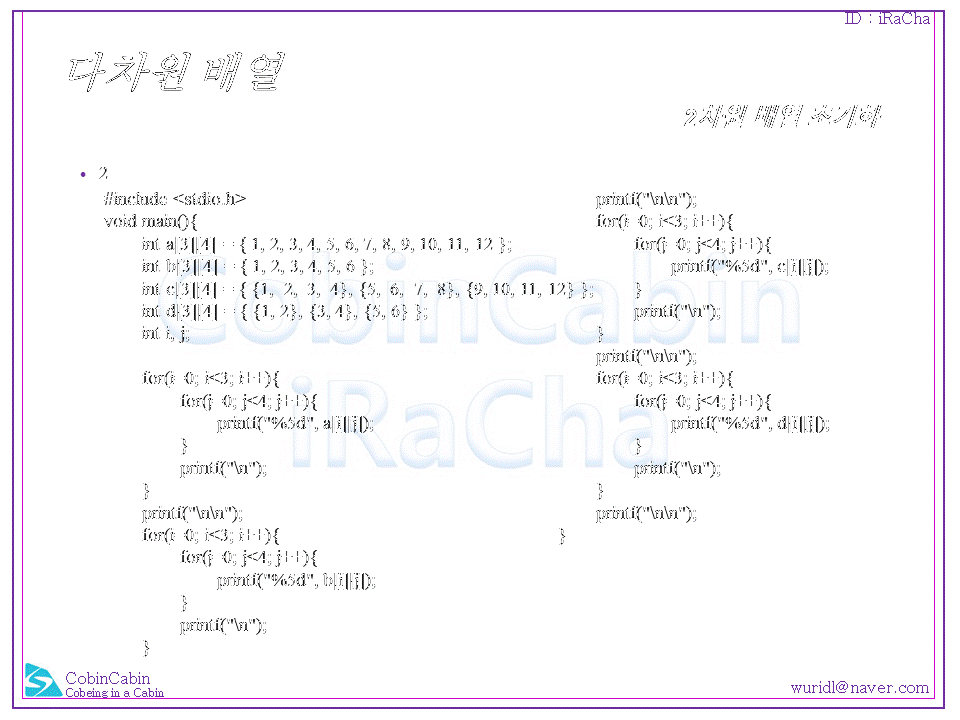 ID : iRaCha
다차원 배열
2차원 배열 초기화
• 2
#include <stdio.h>
void main(){
int a[3][4] = { 1, 2, 3, 4, 5, 6, 7, 8, 9, 10, 11, 12 };
int b[3][4] = { 1, 2, 3, 4, 5, 6 };
int c[3][4] = { {1, 2, 3, 4}, {5, 6, 7, 8}, {9, 10, 11, 12} };
int d[3][4] = { {1, 2}, {3, 4}, {5, 6} };
int i, j;
for(i=0; i<3; i++){
for(j=0; j<4; j++){
printf("%5d", a[i][j]);
}
printf("\n");
}
printf("\n\n");
for(i=0; i<3; i++){
for(j=0; j<4; j++){
printf("%5d", b[i][j]);
}
printf("\n");
}
printf("\n\n");
for(i=0; i<3; i++){
for(j=0; j<4; j++){
printf("%5d", c[i][j]);
}
printf("\n");
}
printf("\n\n");
for(i=0; i<3; i++){
for(j=0; j<4; j++){
printf("%5d", d[i][j]);
}
printf("\n");
}
printf("\n\n");
}
CobinCabin
iRaCha
CobinCabin
Cobeing in a Cabin
wuridl@naver.com